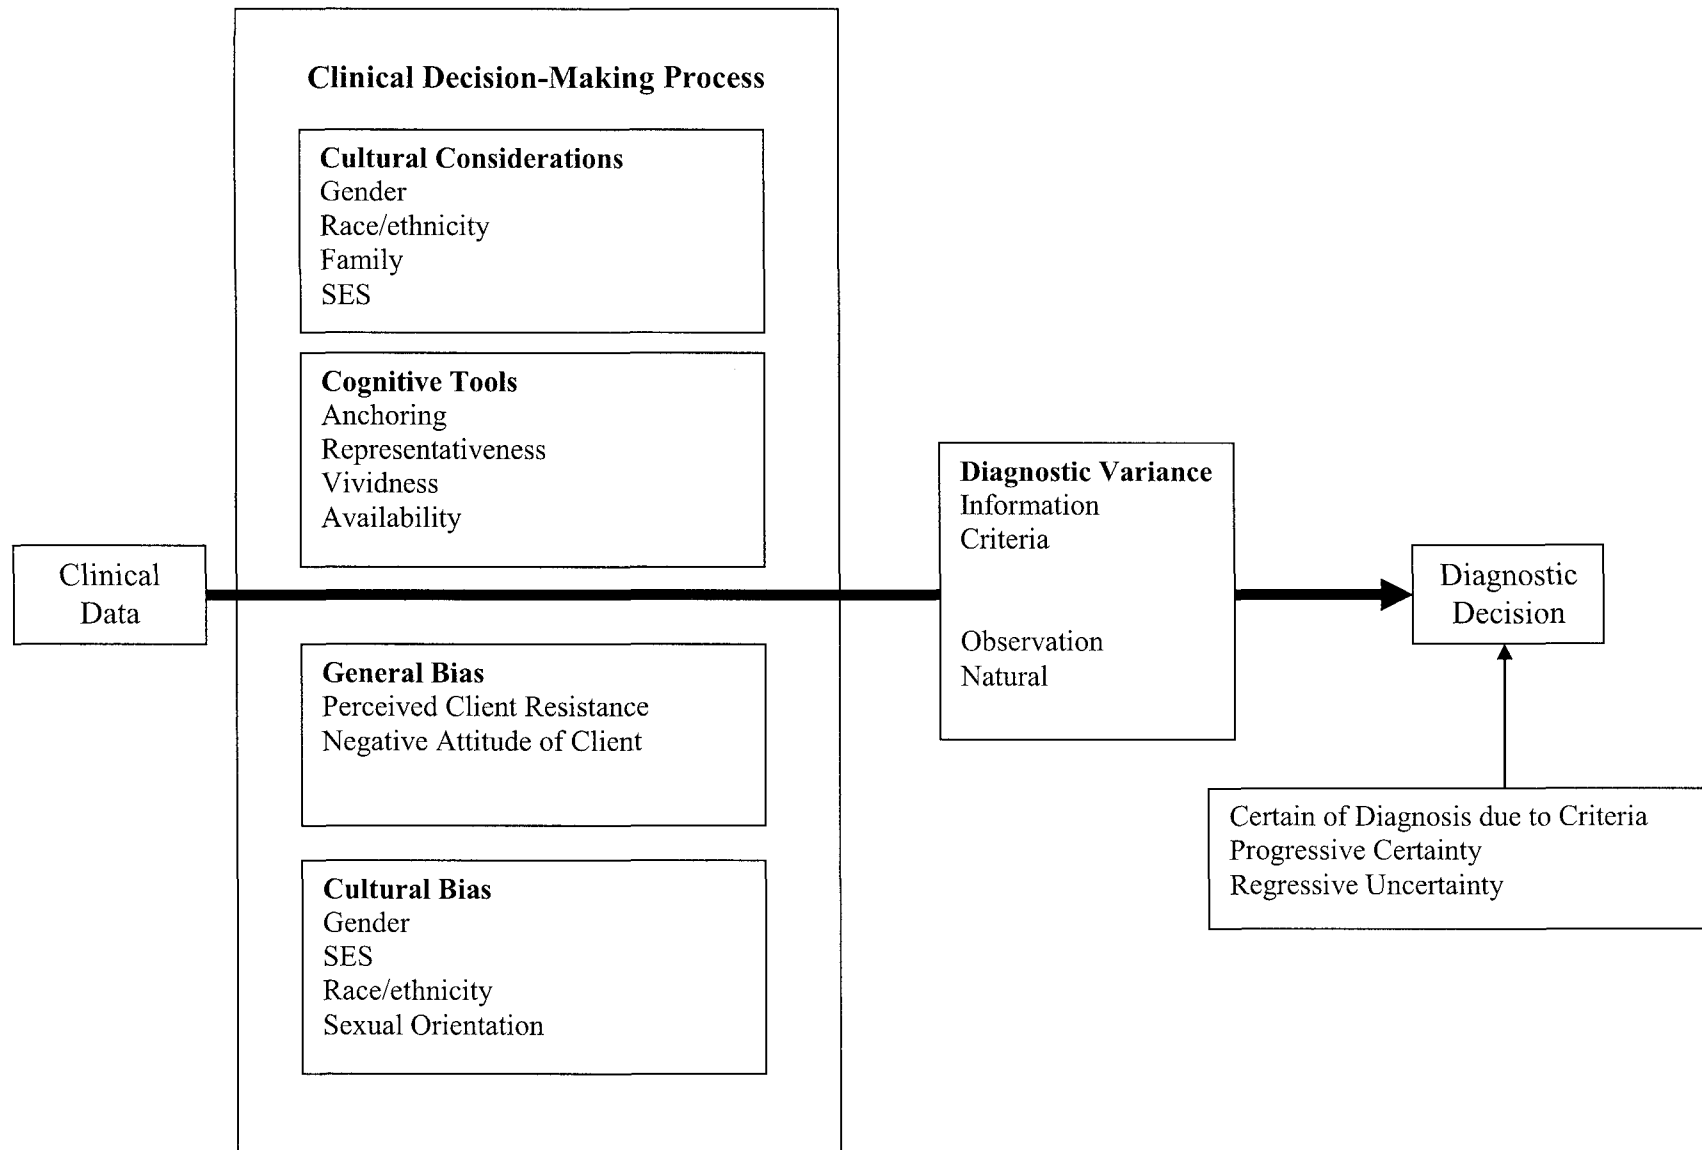 Clinical Decision-Making Process
Cultural Considerations
Gender
Race/ethnicity
Family
SES
Cognitive Tools
Anchoring
Representativeness
Vividness
Availability
Clinical
Data
General Bias
Perceived Client Resistance
Negative Attitude of Client
Cultural Bias
Gender
SES
Race/ethnicity
Sexual Orientation
Diagnostic Variance
Information
Criteria
Observation
Natural
Diagnostic
Decision
Certain of Diagnosis due to Criteria
Progressive Certainty
Regressive Uncertainty